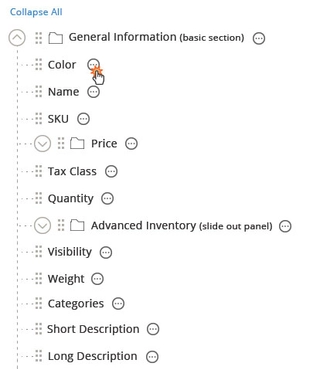 Collapse All
General Information (basic section)
Color
Name
SKU
Price
Tax Class
Quantity
Advanced Inventory (slide out panel)
Visibility
Weight
Categories
Short Description
Long Description